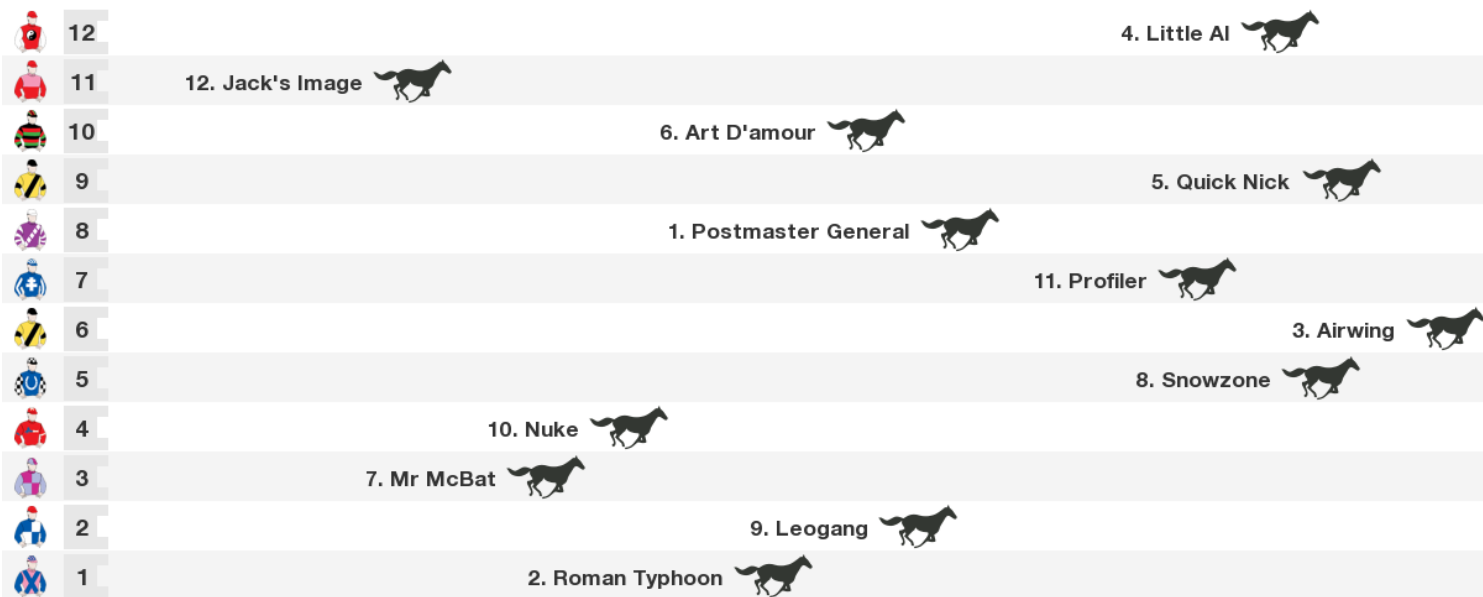 12 4. Little Al
11 12. Jack's Image
10 6. Art D'amour
9 5. Quick Nick
8 1. Postmaster General
7 11. Profiler
6 3. Airwing
5 8. Snowzone
4 10. Nuke
3 7. Mr McBat
2 9. Leogang
1 2. Roman Typhoon